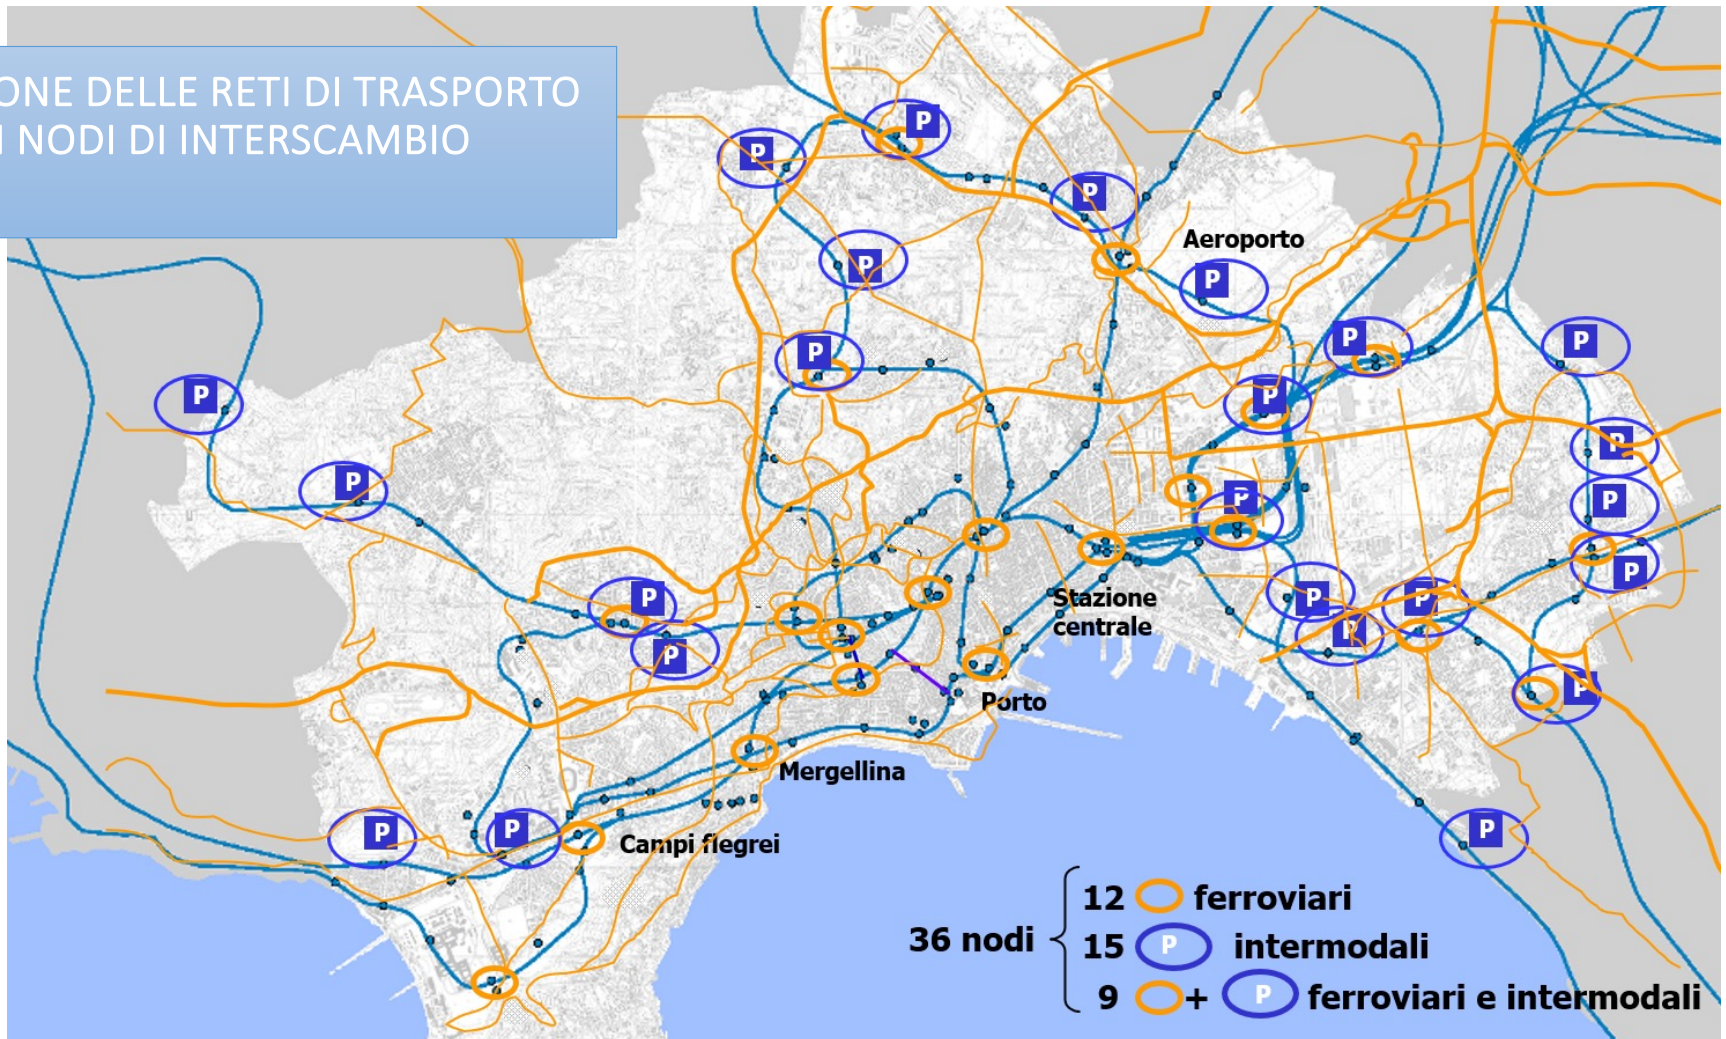 ONE DELLE RETI DI TRASPORTO
I NODI DI INTERSCAMBIO
P
P
P
Aeroporto
P
P
P
P
P
P
P
P
P
P
P
P
P
Stazione
centrale
P
P
P
P
P
P
P
Porto
Mergellina
P
P
P
Campi flegrei
12 ferroviari
36 nodi
15 P intermodali
9 + P ferroviari e intermodali